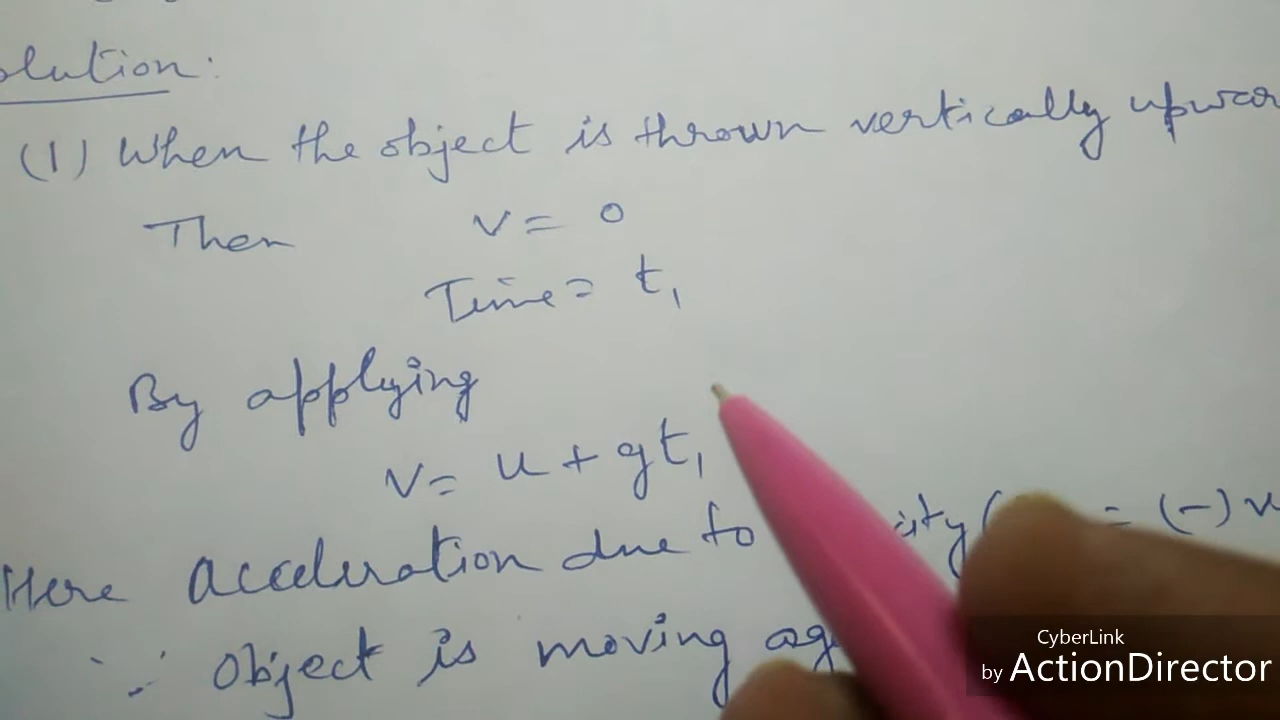 olution:
(1) When the object is thrown vertically upwar
Then v = 0
Time = t₁
By applying
v = u + gt₁
Here acceleration due to = (-) v
∵ object is moving ag
CyberLink
by ActionDirector